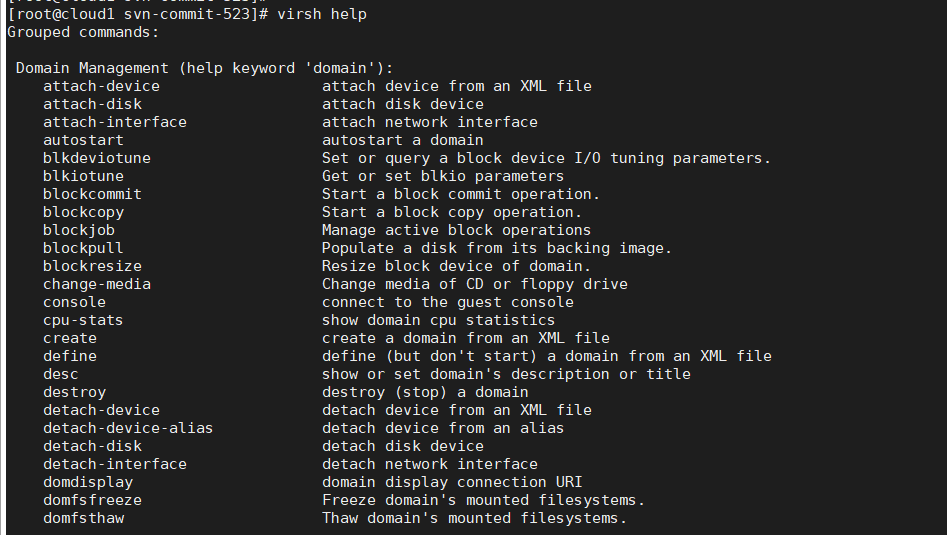 [root@cloud1 svn-commit-523]#
[root@cloud1 svn-commit-523]# virsh help
Grouped commands:
Domain Management (help keyword 'domain'):
attach-device attach device from an XML file
attach-disk attach disk device
attach-interface attach network interface
autostart autostart a domain
blkdeviotune Set or query a block device I/O tuning parameters.
blkiotune Get or set blkio parameters
blockcommit Start a block commit operation.
blockcopy Start a block copy operation.
blockjob Manage active block operations
blockpull Populate a disk from its backing image.
blockresize Resize block device of domain.
change-media Change media of CD or floppy drive
console connect to the guest console
cpu-stats show domain cpu statistics
create create a domain from an XML file
define define (but don't start) a domain from an XML file
desc show or set domain's description or title
destroy destroy (stop) a domain
detach-device detach device from an XML file
detach-device-alias detach device from an alias
detach-disk detach disk device
detach-interface detach network interface
domdisplay domain display connection URI
domfsfreeze Freeze domain's mounted filesystems.
domfsthaw Thaw domain's mounted filesystems.